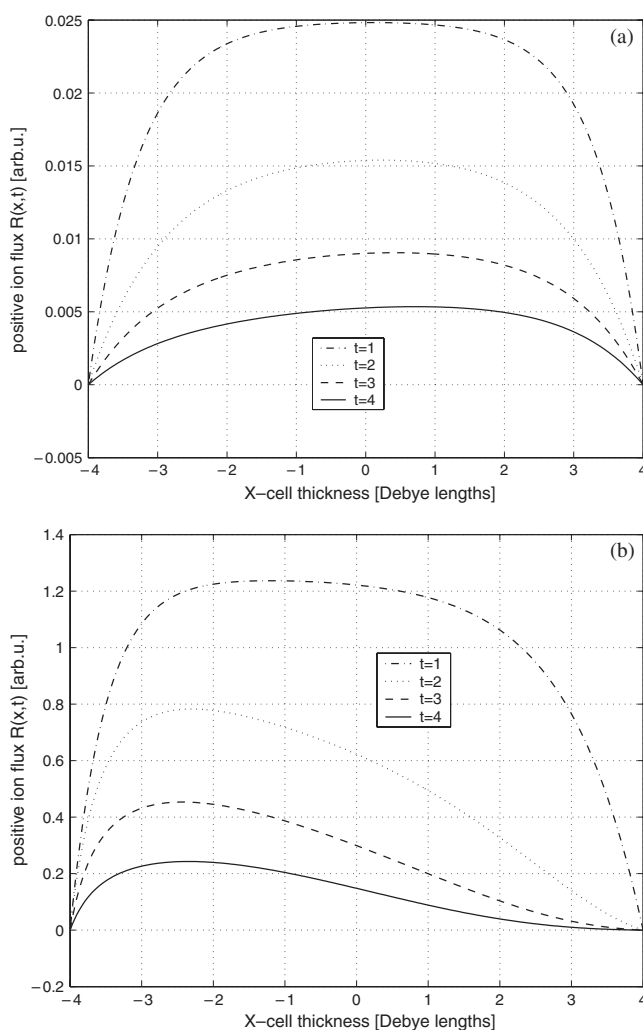 (a)
positive ion flux R(x,t) [arb.u.]
0.025
0.02
0.015
0.01
0.005
0
−0.005
t=1
t=2
t=3
t=4
−4 −3 −2 −1 0 1 2 3 4
X−cell thickness [Debye lengths]
(b)
positive ion flux R(x,t) [arb.u.]
1.4
1.2
1
0.8
0.6
0.4
0.2
0
−0.2
t=1
t=2
t=3
t=4
−4 −3 −2 −1 0 1 2 3 4
X−cell thickness [Debye lengths]